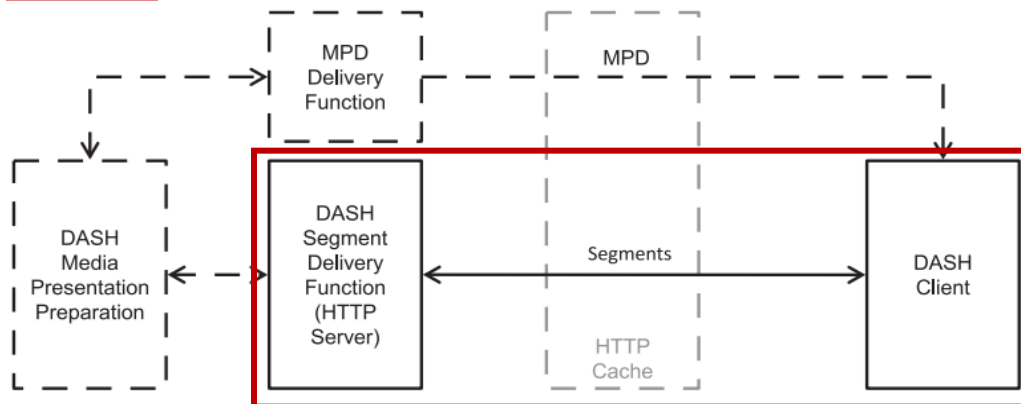 MPD
Delivery
Function
MPD
DASH
Media
Presentation
Preparation
DASH
Segment
Delivery
Function
(HTTP
Server)
Segments
HTTP
Cache
DASH
Client